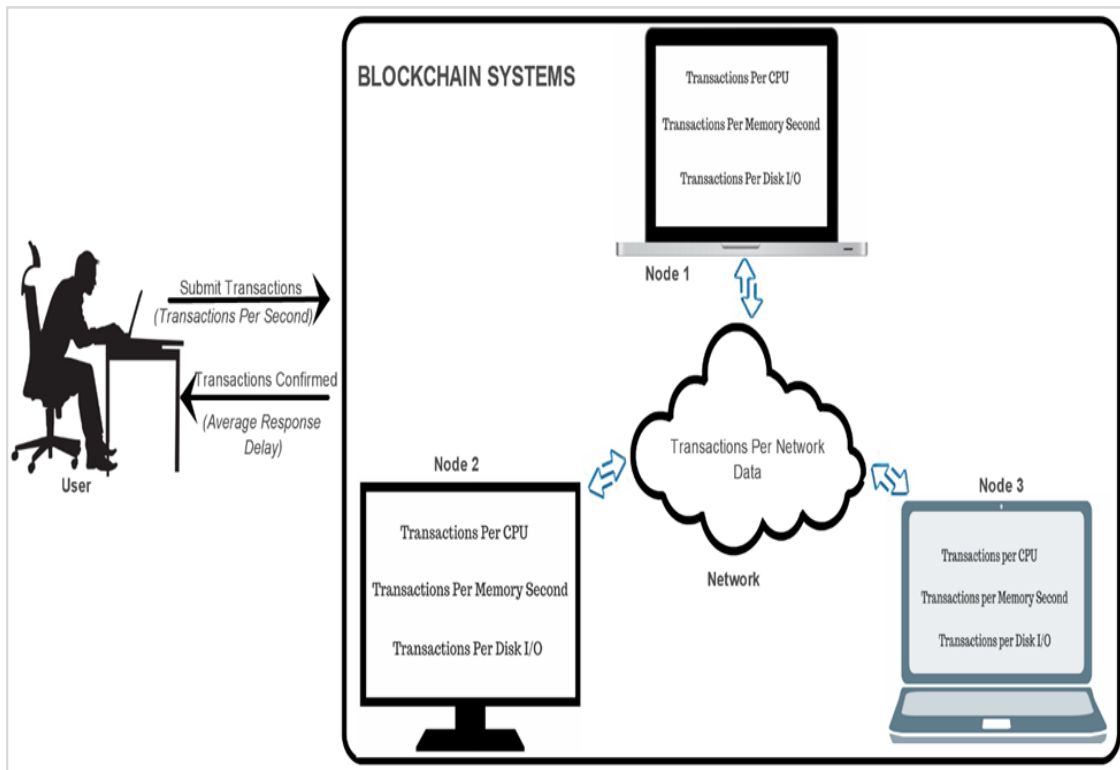 BLOCKCHAIN SYSTEMS
Transactions Per CPU
Transactions Per Memory Second
Transactions Per Disk I/O
Node 1
Submit Transactions
(Transactions Per Second)
Transactions Confirmed
(Average Response
Delay)
User
Transactions Per Network
Data
Network
Node 2
Transactions Per CPU
Transactions Per Memory Second
Transactions Per Disk I/O
Node 3
Transactions per CPU
Transactions per Memory Second
Transactions per Disk I/O